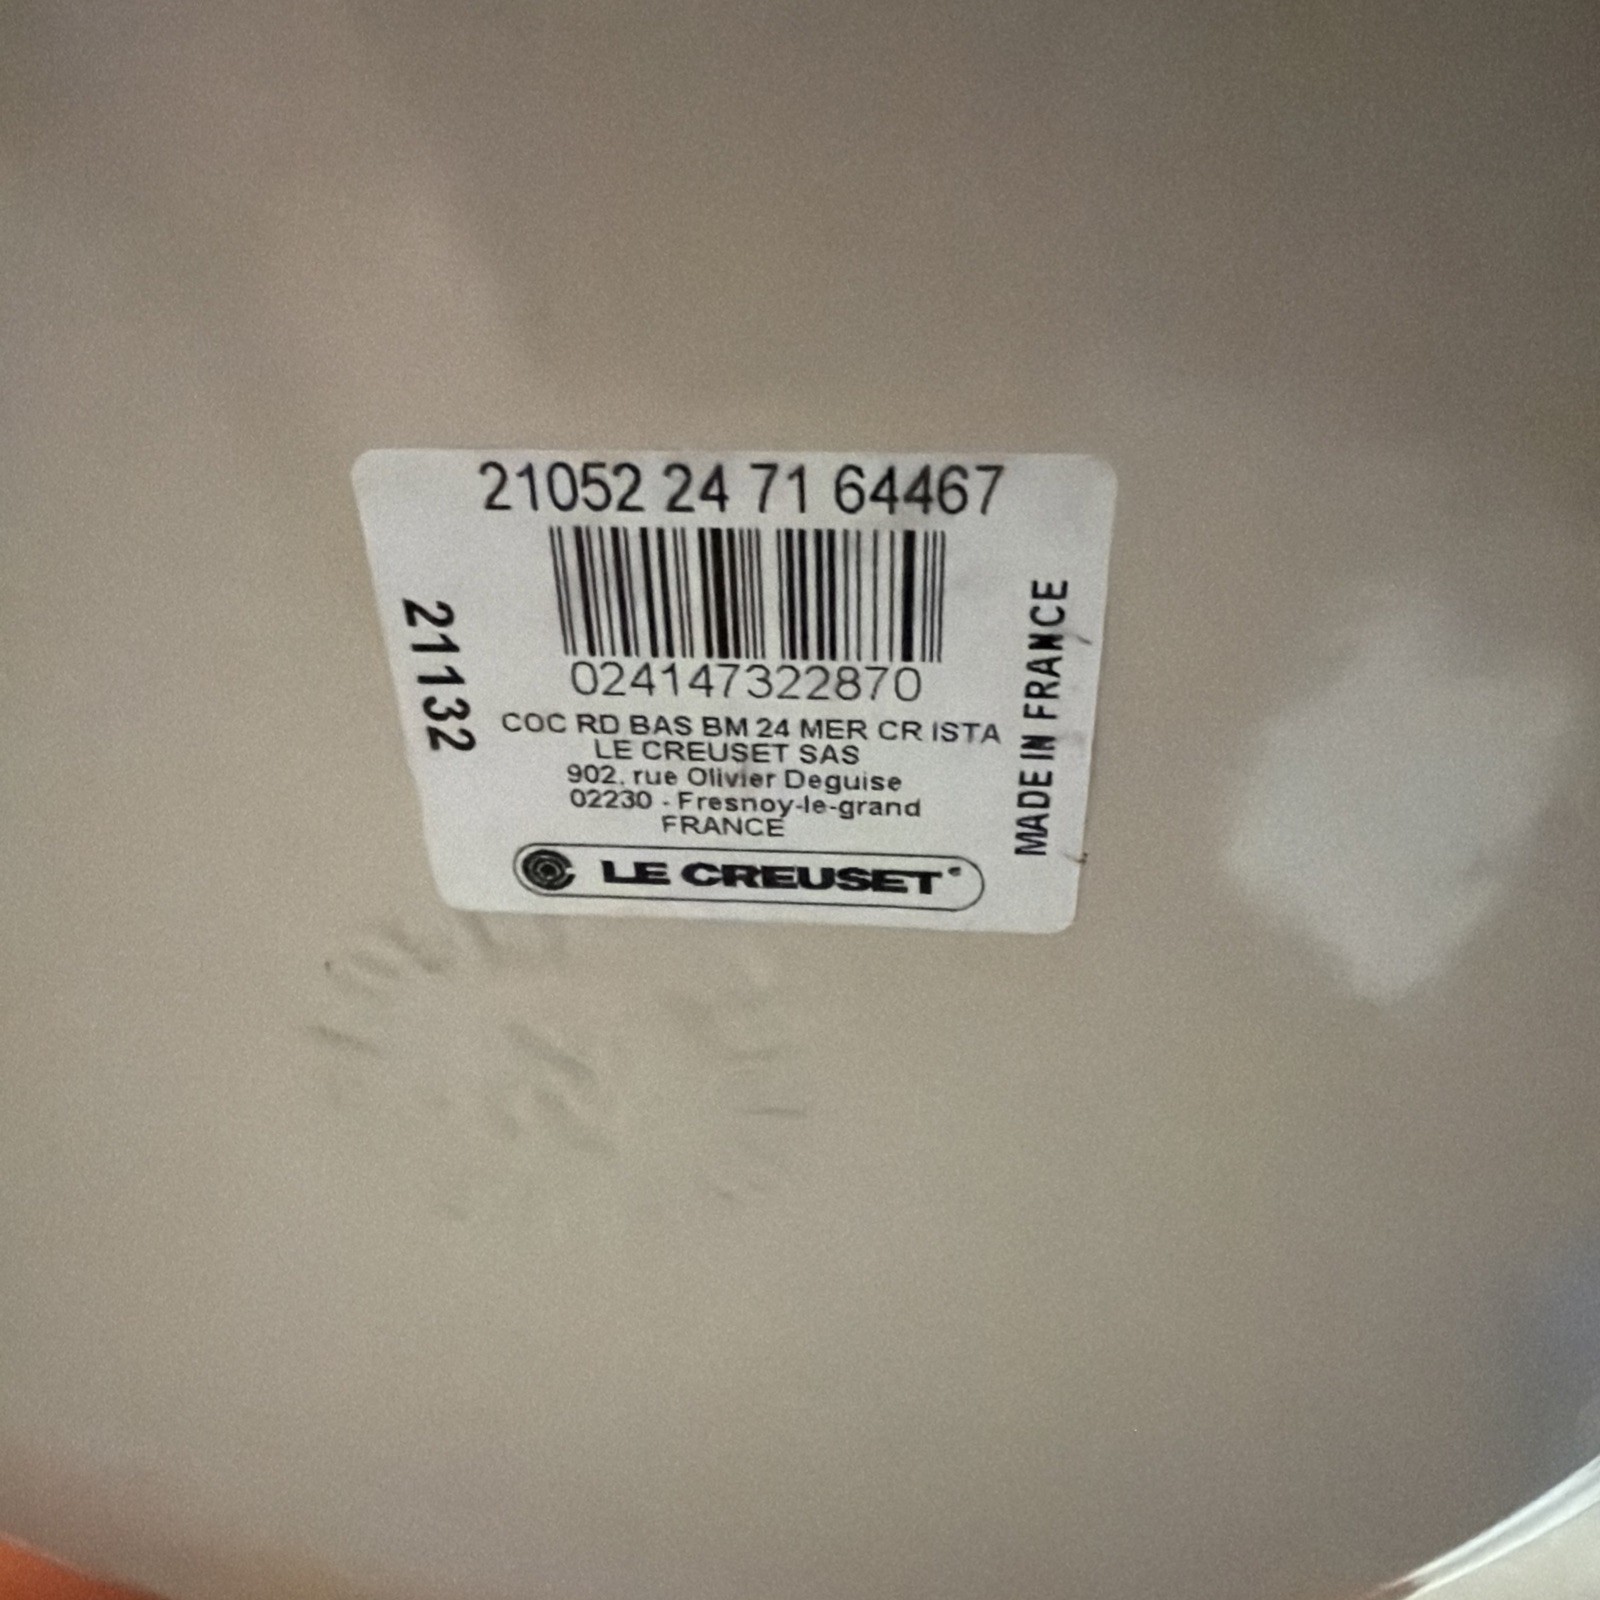 21052 24 71 64467
024147322870
COC RD BAS BM 24 MER CR ISTA
LE CREUSET SAS
902, rue Olivier Deguise
02230 - Fresnoy-le-grand
FRANCE
LE CREUSET®
21132
MADE IN FRANCE